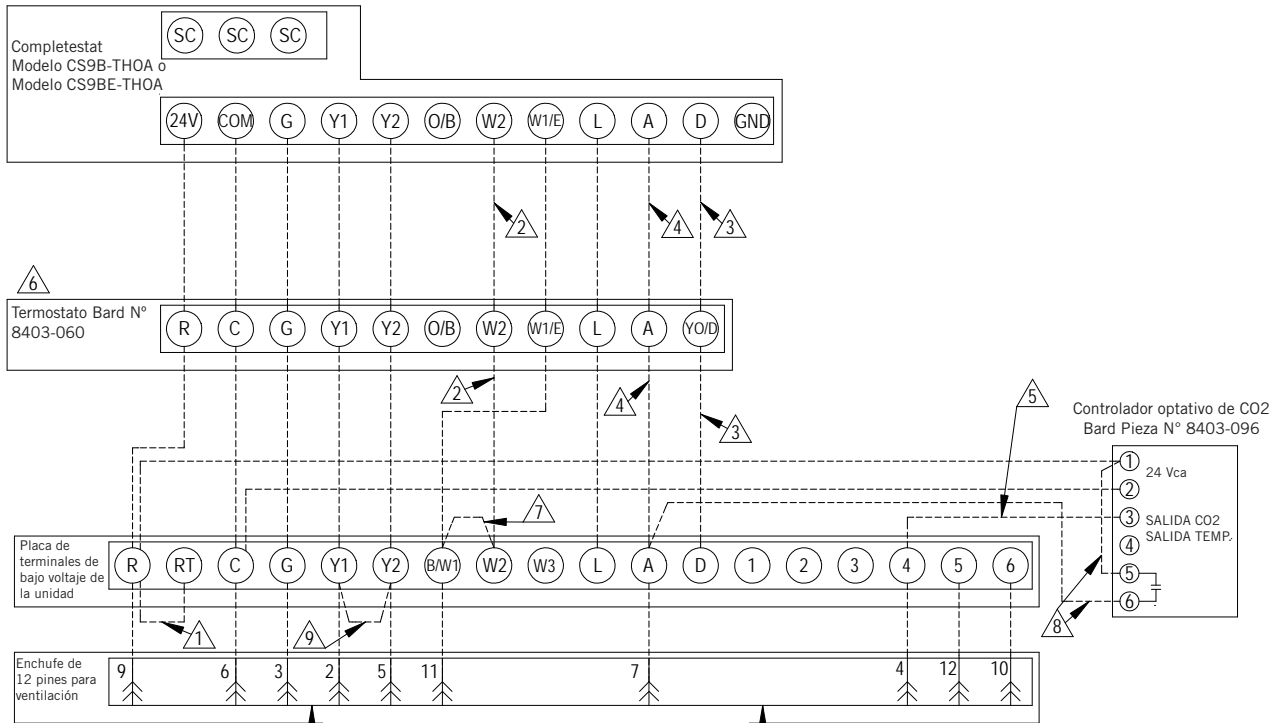 Completestat
Modelo CS9B-THOA o
Modelo CS9BE-THOA
SC SC SC
24V COM G Y1 Y2 O/B W2 W1/E L A D GND
2 4 3
6
Termostato Bard Nº
8403-060
R C G Y1 Y2 O/B W2 W1/E L A YO/D
2 4 3 5
Controlador optativo de CO2
Bard Pieza N° 8403-096
1 24 Vca
2
3 SALIDA CO2
SALIDA TEMP.
4
5
6
7
8
Placa de
terminales de
bajo voltaje de
la unidad
R RT C G Y1 Y2 B/W1 W2 W3 L A D 1 2 3 4 5 6
1 9
Enchufe de
12 pines para
ventilación
9 6 3 2 5 11 7 4 12 10